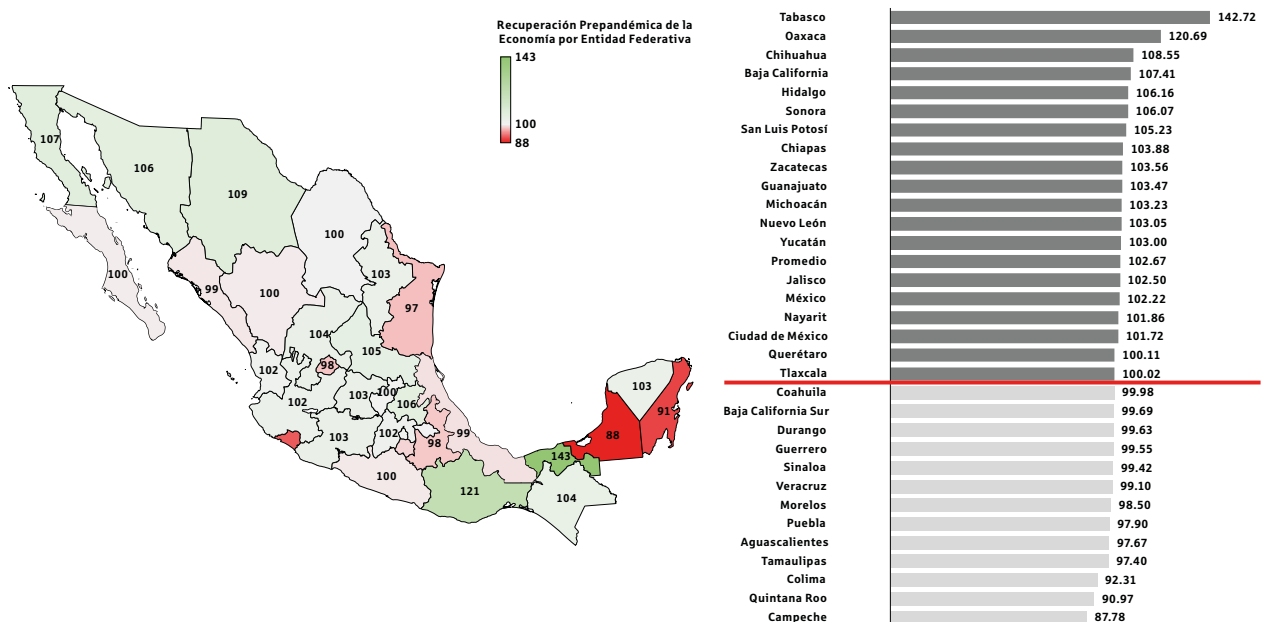 Recuperación Prepandémica de la
Economía por Entidad Federativa
143
100
88
107
106
109
100
100
99
100
103
97
104
105
98
102
102
103
100
106
103
102
98
99
100
121
143
104
88
91
103
Tabasco 142.72
Oaxaca 120.69
Chihuahua 108.55
Baja California 107.41
Hidalgo 106.16
Sonora 106.07
San Luis Potosí 105.23
Chiapas 103.88
Zacatecas 103.56
Guanajuato 103.47
Michoacán 103.23
Nuevo León 103.05
Yucatán 103.00
Promedio 102.67
Jalisco 102.50
México 102.22
Nayarit 101.86
Ciudad de México 101.72
Querétaro 100.11
Tlaxcala 100.02
Coahuila 99.98
Baja California Sur 99.69
Durango 99.63
Guerrero 99.55
Sinaloa 99.42
Veracruz 99.10
Morelos 98.50
Puebla 97.90
Aguascalientes 97.67
Tamaulipas 97.40
Colima 92.31
Quintana Roo 90.97
Campeche 87.78